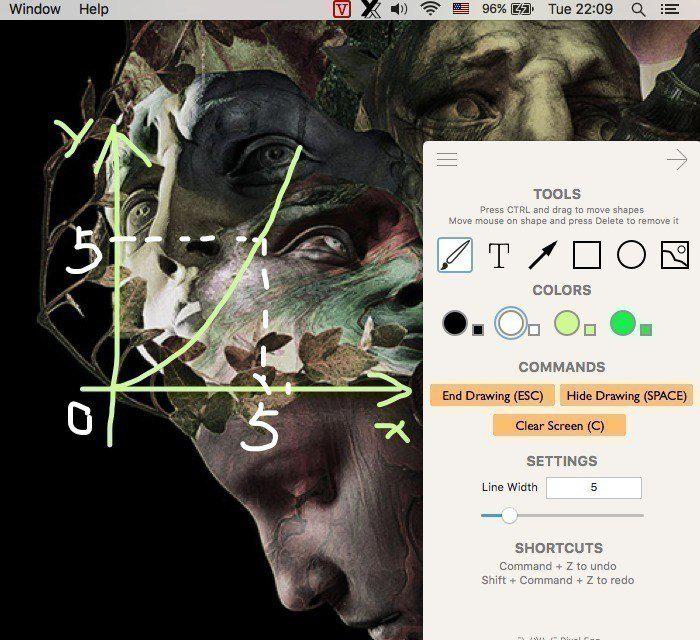 Window Help 96% Tue 22:09
Y
5
0
5
x
TOOLS
Press CTRL and drag to move shapes
Move mouse on shape and press Delete to remove it
T
COLORS
COMMANDS
End Drawing (ESC) Hide Drawing (SPACE)
Clear Screen (C)
SETTINGS
Line Width 5
SHORTCUTS
Command + Z to undo
Shift + Command + Z to redo